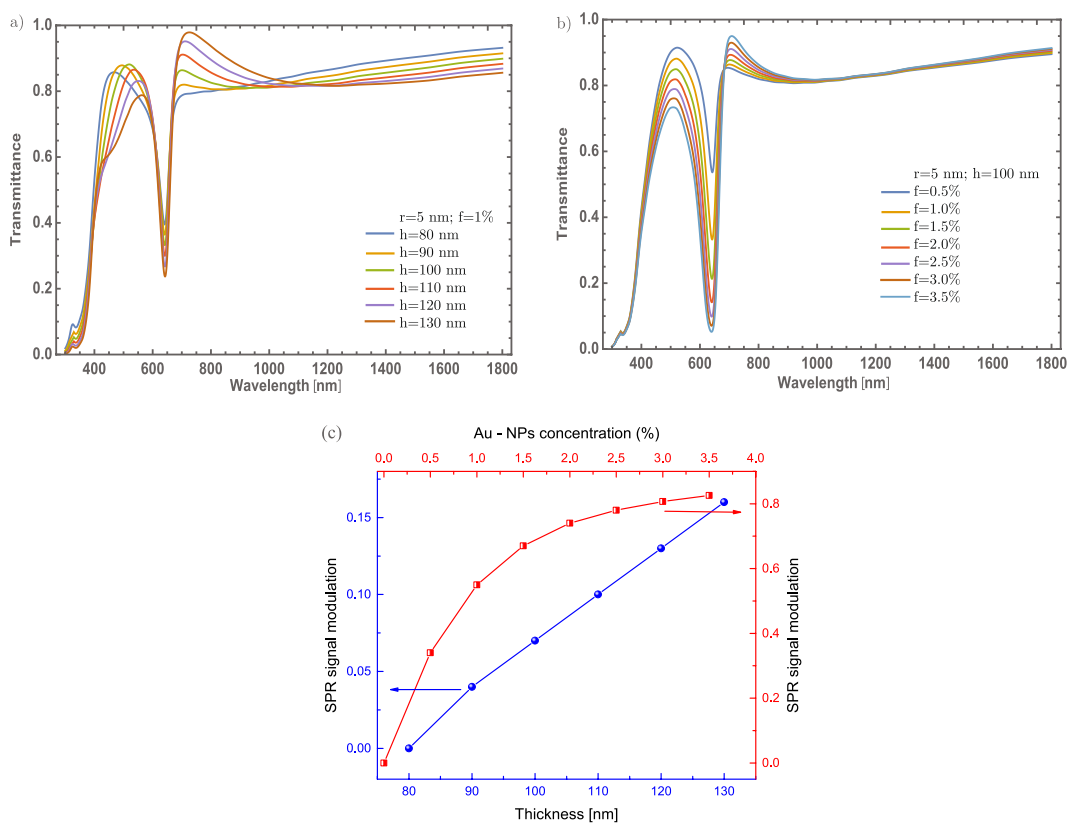 a)
1.0
0.8
0.6
0.4
0.2
0.0
Transmittance
400 600 800 1000 1200 1400 1600 1800
Wavelength [nm]
r=5 nm; f=1%
h=80 nm
h=90 nm
h=100 nm
h=110 nm
h=120 nm
h=130 nm
b)
1.0
0.8
0.6
0.4
0.2
0.0
Transmittance
400 600 800 1000 1200 1400 1600 1800
Wavelength [nm]
r=5 nm; h=100 nm
f=0.5%
f=1.0%
f=1.5%
f=2.0%
f=2.5%
f=3.0%
f=3.5%
(c)
Au - NPs concentration (%)
0.0 0.5 1.0 1.5 2.0 2.5 3.0 3.5 4.0
0.15
0.10
0.05
0.00
SPR signal modulation
0.8
0.6
0.4
0.2
0.0
SPR signal modulation
80 90 100 110 120 130
Thickness [nm]